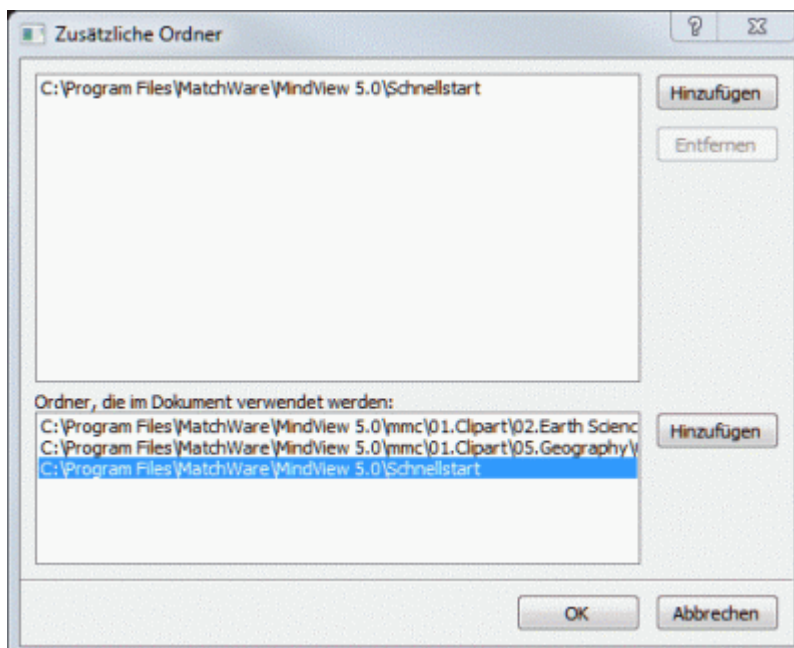 Zusätzliche Ordner
C:\Program Files\MatchWare\MindView 5.0\Schnellstart
Hinzufügen
Entfernen
Ordner, die im Dokument verwendet werden:
C:\Program Files\MatchWare\MindView 5.0\mmc\01.Clipart\02.Earth Scienc
C:\Program Files\MatchWare\MindView 5.0\mmc\01.Clipart\05.Geography\
C:\Program Files\MatchWare\MindView 5.0\Schnellstart
Hinzufügen
OK
Abbrechen